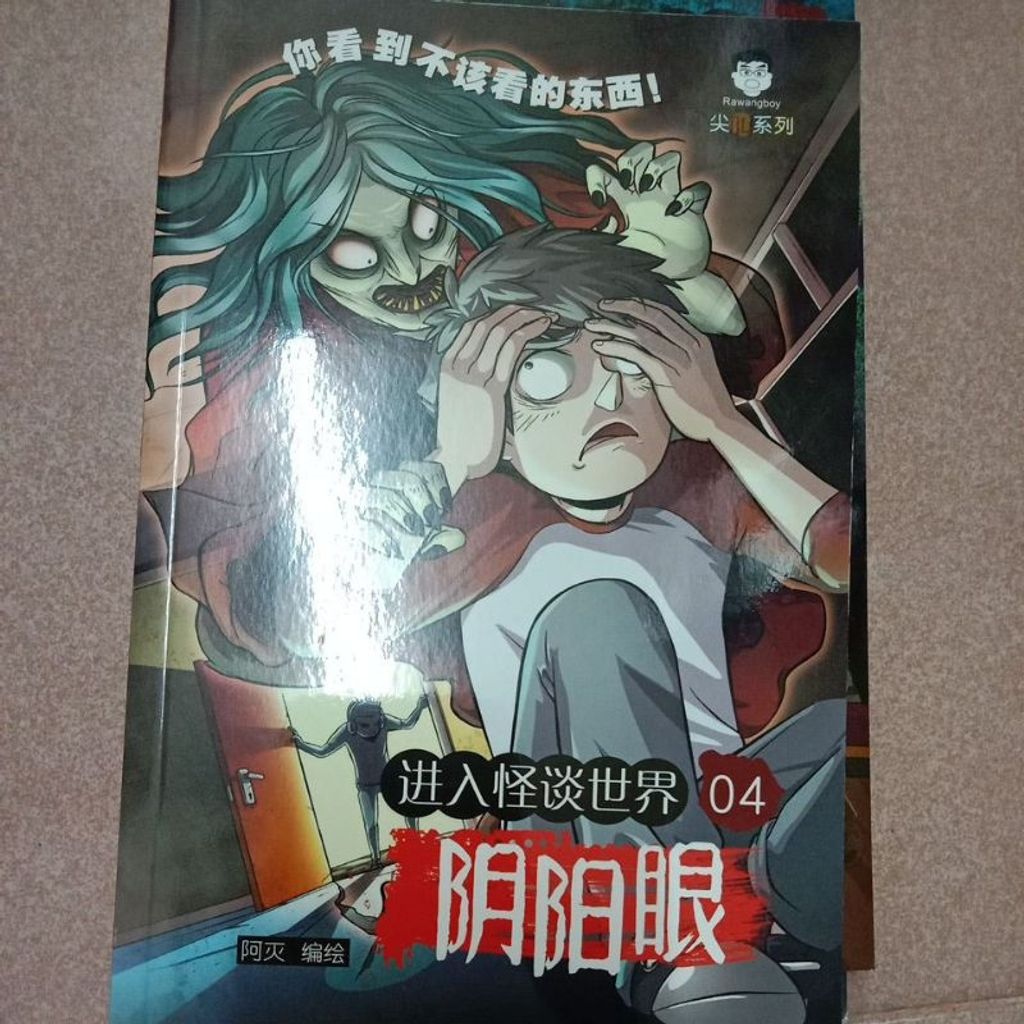 你看到不该看的东西!
Rawangboy
尖叫系列
进入怪谈世界 04
阴阳眼
阿灭 编绘